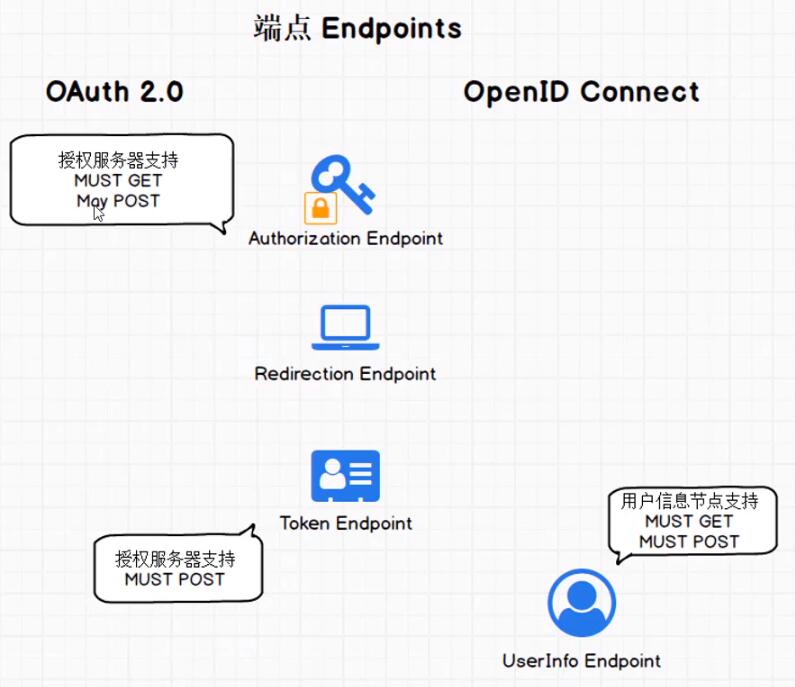 端点 Endpoints
OAuth 2.0
OpenID Connect
授权服务器支持
MUST GET
May POST
Authorization Endpoint
Redirection Endpoint
Token Endpoint
授权服务器支持
MUST POST
用户信息节点支持
MUST GET
MUST POST
UserInfo Endpoint